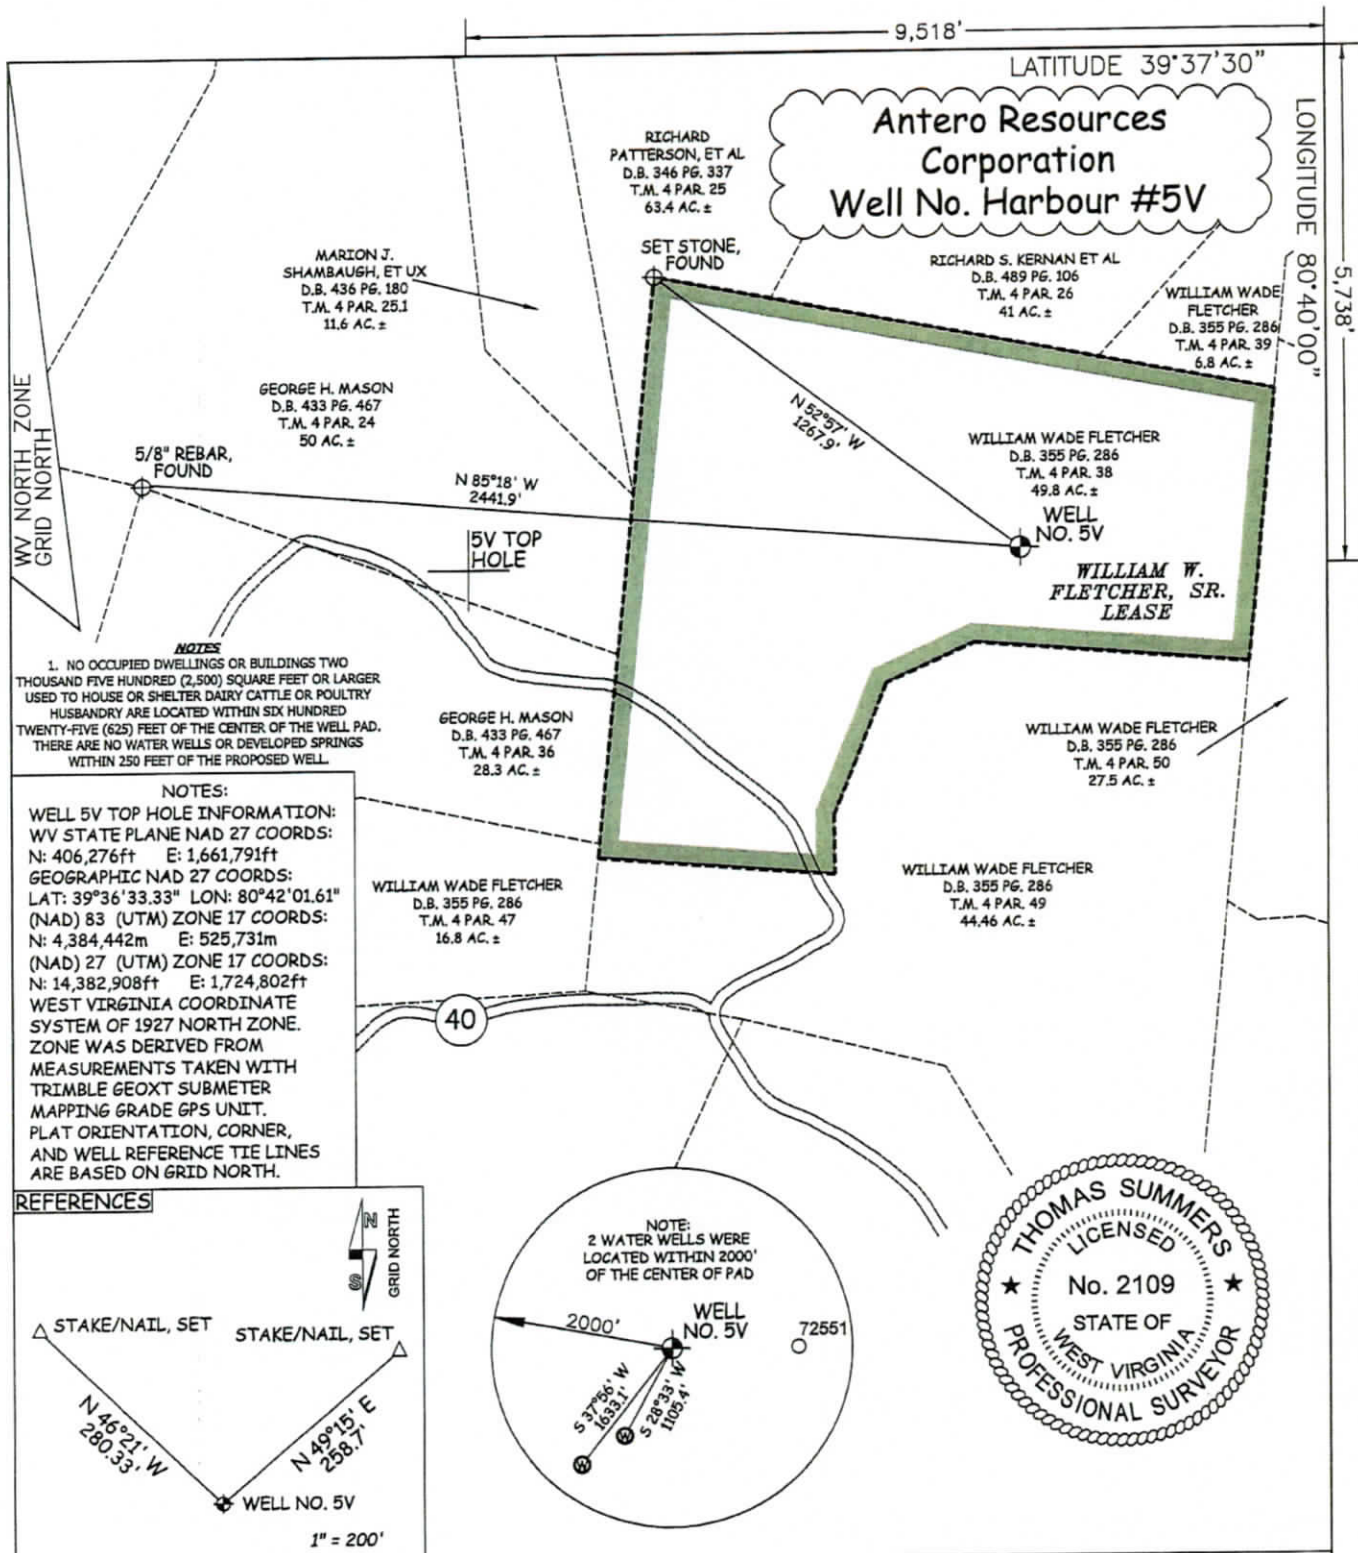 9,518'
LATITUDE 39°37'30"
Antero Resources
Corporation
Well No. Harbour #5V
LONGITUDE 80°40'00"
5,738'
RICHARD
PATTERSON, ET AL
D.B. 346 PG. 337
T.M. 4 PAR. 25
63.4 AC. ±
MARION J.
SHAMBAUGH, ET UX
D.B. 436 PG. 180
T.M. 4 PAR. 25.1
11.6 AC. ±
SET STONE,
FOUND
RICHARD S. KERNAN ET AL
D.B. 489 PG. 106
T.M. 4 PAR. 26
41 AC. ±
WILLIAM WADE
FLETCHER
D.B. 355 PG. 286
T.M. 4 PAR. 39
6.8 AC. ±
WV NORTH ZONE
GRID NORTH
GEORGE H. MASON
D.B. 433 PG. 467
T.M. 4 PAR. 24
50 AC. ±
5/8" REBAR,
FOUND
N 85°18' W
2441.9'
N 52°57' W
1267.9'
WILLIAM WADE FLETCHER
D.B. 355 PG. 286
T.M. 4 PAR. 38
49.8 AC. ±
WELL
NO. 5V
5V TOP
HOLE
WILLIAM W.
FLETCHER, SR.
LEASE
NOTES
1. NO OCCUPIED DWELLINGS OR BUILDINGS TWO
THOUSAND FIVE HUNDRED (2,500) SQUARE FEET OR LARGER
USED TO HOUSE OR SHELTER DAIRY CATTLE OR POULTRY
HUSBANDRY ARE LOCATED WITHIN SIX HUNDRED
TWENTY-FIVE (625) FEET OF THE CENTER OF THE WELL PAD.
THERE ARE NO WATER WELLS OR DEVELOPED SPRINGS
WITHIN 250 FEET OF THE PROPOSED WELL.
GEORGE H. MASON
D.B. 433 PG. 467
T.M. 4 PAR. 36
28.3 AC. ±
WILLIAM WADE FLETCHER
D.B. 355 PG. 286
T.M. 4 PAR. 50
27.5 AC. ±
NOTES:
WELL 5V TOP HOLE INFORMATION:
WV STATE PLANE NAD 27 COORDS:
N: 406,276ft E: 1,661,791ft
GEOGRAPHIC NAD 27 COORDS:
LAT: 39°36'33.33" LON: 80°42'01.61"
(NAD) 83 (UTM) ZONE 17 COORDS:
N: 4,384,442m E: 525,731m
(NAD) 27 (UTM) ZONE 17 COORDS:
N: 14,382,908ft E: 1,724,802ft
WEST VIRGINIA COORDINATE
SYSTEM OF 1927 NORTH ZONE.
ZONE WAS DERIVED FROM
MEASUREMENTS TAKEN WITH
TRIMBLE GEOXT SUBMETER
MAPPING GRADE GPS UNIT.
PLAT ORIENTATION, CORNER,
AND WELL REFERENCE TIE LINES
ARE BASED ON GRID NORTH.
WILLIAM WADE FLETCHER
D.B. 355 PG. 286
T.M. 4 PAR. 47
16.8 AC. ±
WILLIAM WADE FLETCHER
D.B. 355 PG. 286
T.M. 4 PAR. 49
44.46 AC. ±
40
REFERENCES
N
S
GRID NORTH
STAKE/NAIL, SET
STAKE/NAIL, SET
N 46°21' W
280.33'
N 49°15' E
258.7'
WELL NO. 5V
1" = 200'
NOTE:
2 WATER WELLS WERE
LOCATED WITHIN 2000'
OF THE CENTER OF PAD
WELL
NO. 5V
2000'
72551
S 37°56' W
1633.1'
S 28°33' W
1105.4'
W
W
THOMAS SUMMERS
LICENSED
No. 2109
STATE OF
WEST VIRGINIA
PROFESSIONAL SURVEYOR